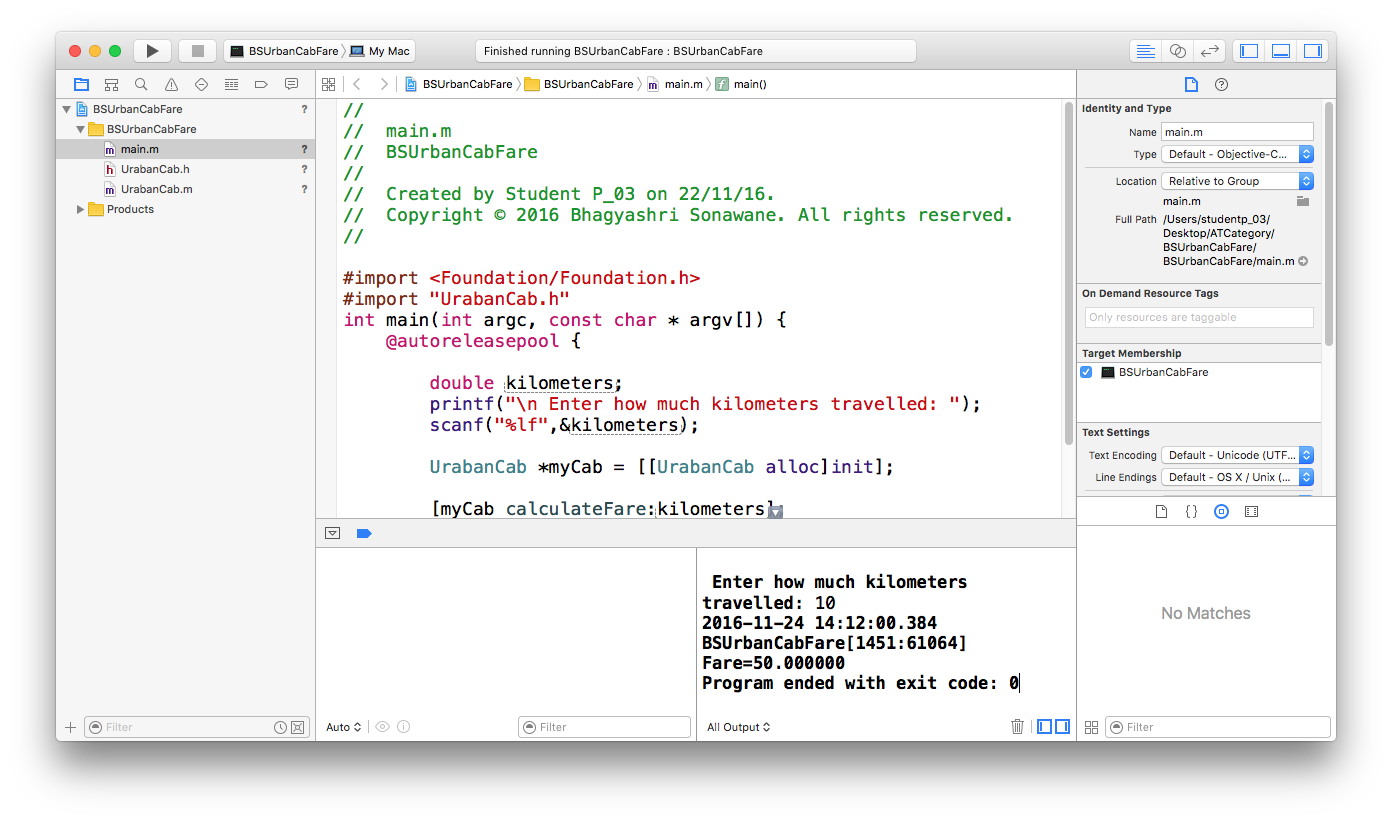 BSUrbanCabFare My Mac
Finished running BSUrbanCabFare : BSUrbanCabFare
BSUrbanCabFare BSUrbanCabFare main.m main()
BSUrbanCabFare ?
BSUrbanCabFare
main.m ?
UrabanCab.h ?
UrabanCab.m ?
Products
Filter
//
//  main.m
//  BSUrbanCabFare
//
//  Created by Student P_03 on 22/11/16.
//  Copyright © 2016 Bhagyashri Sonawane. All rights reserved.
//
#import <Foundation/Foundation.h>
#import "UrabanCab.h"
int main(int argc, const char * argv[]) {
@autoreleasepool {
double kilometers;
printf("\n Enter how much kilometers travelled: ");
scanf("%lf",&kilometers);
UrabanCab *myCab = [[UrabanCab alloc]init];
[myCab calculateFare:kilometers];
Auto
Filter
Enter how much kilometers
travelled: 10
2016-11-24 14:12:00.384
BSUrbanCabFare[1451:61064]
Fare=50.000000
Program ended with exit code: 0
All Output
Identity and Type
Name main.m
Type Default - Objective-C...
Location Relative to Group
main.m
Full Path /Users/studentp_03/
Desktop/ATCategory/
BSUrbanCabFare/
BSUrbanCabFare/main.m
On Demand Resource Tags
Only resources are taggable
Target Membership
BSUrbanCabFare
Text Settings
Text Encoding Default - Unicode (UTF...
Line Endings Default - OS X / Unix (...
No Matches
Filter